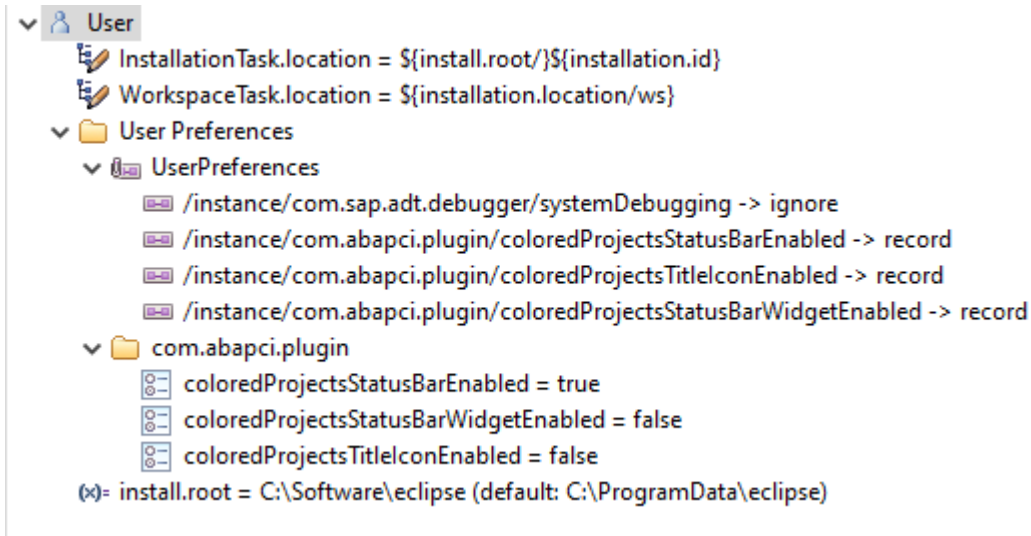 User
InstallationTask.location = ${install.root/}${installation.id}
WorkspaceTask.location = ${installation.location/ws}
User Preferences
UserPreferences
/instance/com.sap.adt.debugger/systemDebugging -> ignore
/instance/com.abapci.plugin/coloredProjectsStatusBarEnabled -> record
/instance/com.abapci.plugin/coloredProjectsTitleIconEnabled -> record
/instance/com.abapci.plugin/coloredProjectsStatusBarWidgetEnabled -> record
com.abapci.plugin
coloredProjectsStatusBarEnabled = true
coloredProjectsStatusBarWidgetEnabled = false
coloredProjectsTitleIconEnabled = false
(x)= install.root = C:\Software\eclipse (default: C:\ProgramData\eclipse)